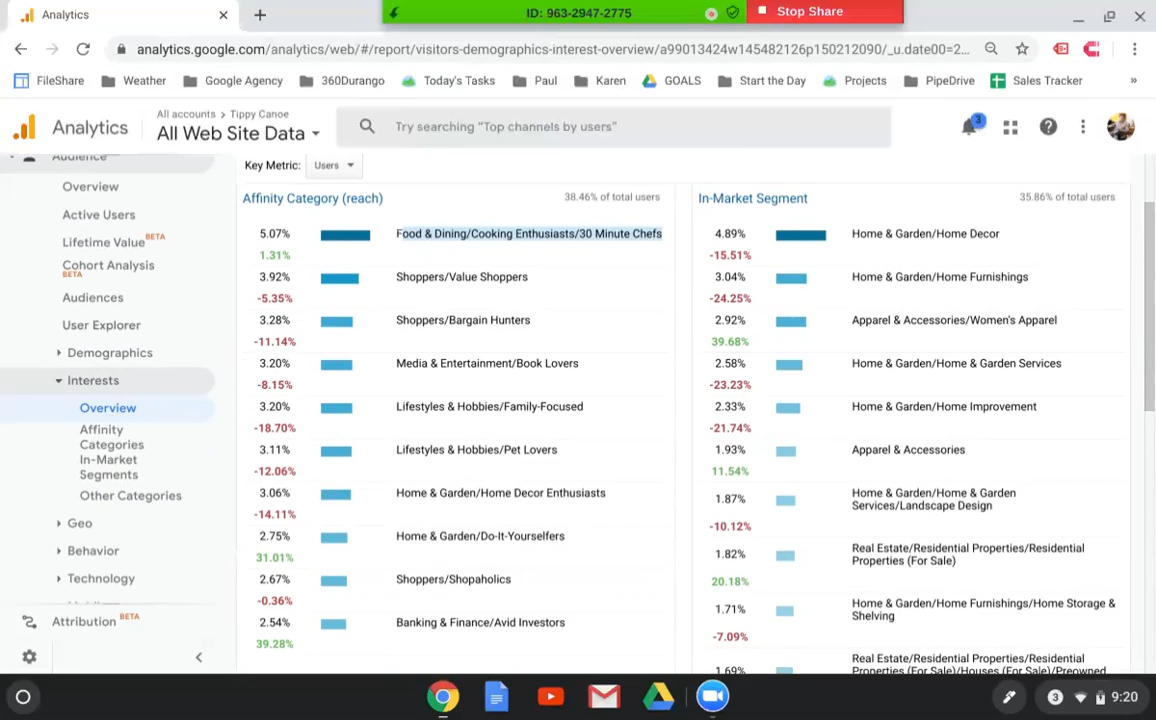 Analytics
ID: 963-2947-2775
Stop Share
analytics.google.com/analytics/web/#/report/visitors-demographics-interest-overview/a99013424w145482126p150212090/_u.date00=2...
FileShare
Weather
Google Agency
360Durango
Today's Tasks
Paul
Karen
GOALS
Start the Day
Projects
PipeDrive
Sales Tracker
»
Analytics
All accounts > Tippy Canoe
All Web Site Data
Try searching "Top channels by users"
3
Audience
Overview
Active Users
Lifetime Value BETA
Cohort Analysis
BETA
Audiences
User Explorer
Demographics
Interests
Overview
Affinity
Categories
In-Market
Segments
Other Categories
Geo
Behavior
Technology
Attribution BETA
Key Metric: Users
Affinity Category (reach)
38.46% of total users
5.07% Food & Dining/Cooking Enthusiasts/30 Minute Chefs
1.31%
3.92% Shoppers/Value Shoppers
-5.35%
3.28% Shoppers/Bargain Hunters
-11.14%
3.20% Media & Entertainment/Book Lovers
-8.15%
3.20% Lifestyles & Hobbies/Family-Focused
-18.70%
3.11% Lifestyles & Hobbies/Pet Lovers
-12.06%
3.06% Home & Garden/Home Decor Enthusiasts
-14.11%
2.75% Home & Garden/Do-It-Yourselfers
31.01%
2.67% Shoppers/Shopaholics
-0.36%
2.54% Banking & Finance/Avid Investors
39.28%
In-Market Segment
35.86% of total users
4.89% Home & Garden/Home Decor
-15.51%
3.04% Home & Garden/Home Furnishings
-24.25%
2.92% Apparel & Accessories/Women's Apparel
39.68%
2.58% Home & Garden/Home & Garden Services
-23.23%
2.33% Home & Garden/Home Improvement
-21.74%
1.93% Apparel & Accessories
11.54%
1.87% Home & Garden/Home & Garden
Services/Landscape Design
-10.12%
1.82% Real Estate/Residential Properties/Residential
Properties (For Sale)
20.18%
1.71% Home & Garden/Home Furnishings/Home Storage &
Shelving
-7.09%
1.69% Real Estate/Residential Properties/Residential
Properties (For Sale)/Houses (For Sale)/Preowned
3
9:20